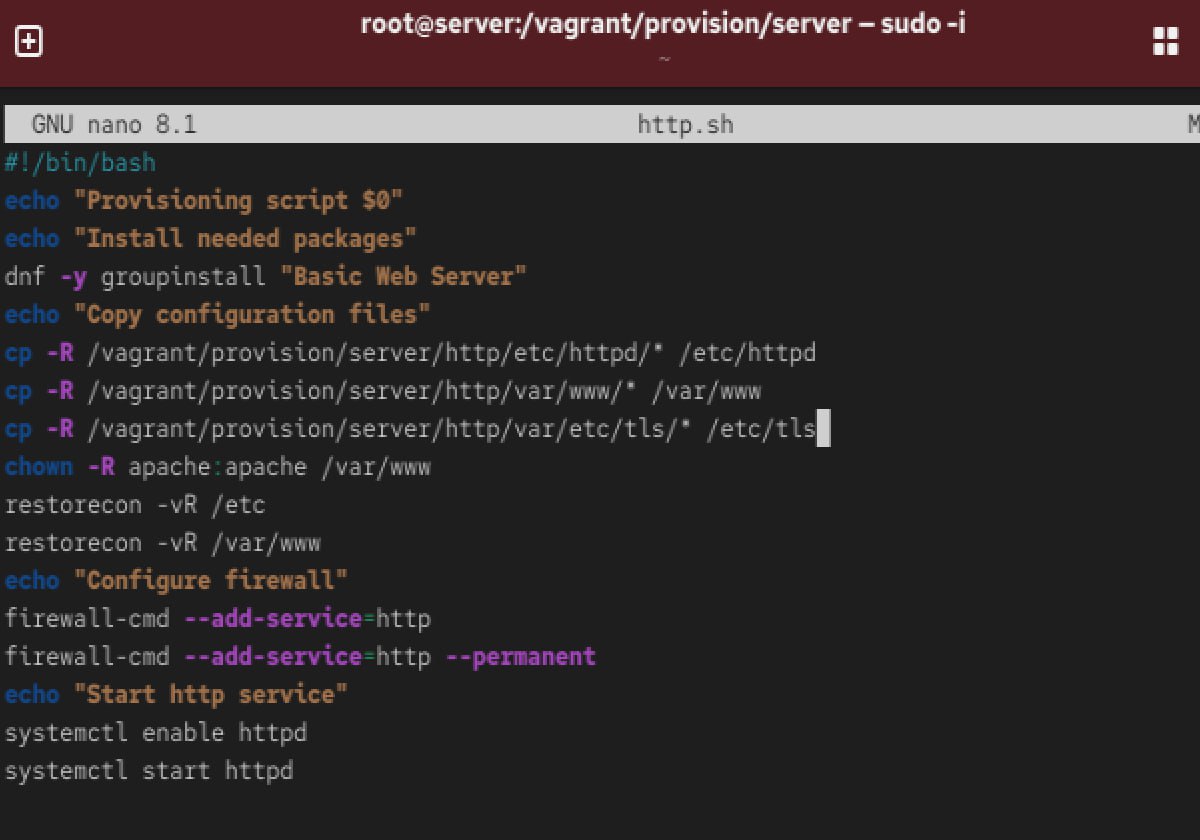 root@server:/vagrant/provision/server — sudo -i
~
GNU nano 8.1 http.sh M
#!/bin/bash
echo "Provisioning script $0"
echo "Install needed packages"
dnf -y groupinstall "Basic Web Server"
echo "Copy configuration files"
cp -R /vagrant/provision/server/http/etc/httpd/* /etc/httpd
cp -R /vagrant/provision/server/http/var/www/* /var/www
cp -R /vagrant/provision/server/http/var/etc/tls/* /etc/tls
chown -R apache:apache /var/www
restorecon -vR /etc
restorecon -vR /var/www
echo "Configure firewall"
firewall-cmd --add-service=http
firewall-cmd --add-service=http --permanent
echo "Start http service"
systemctl enable httpd
systemctl start httpd